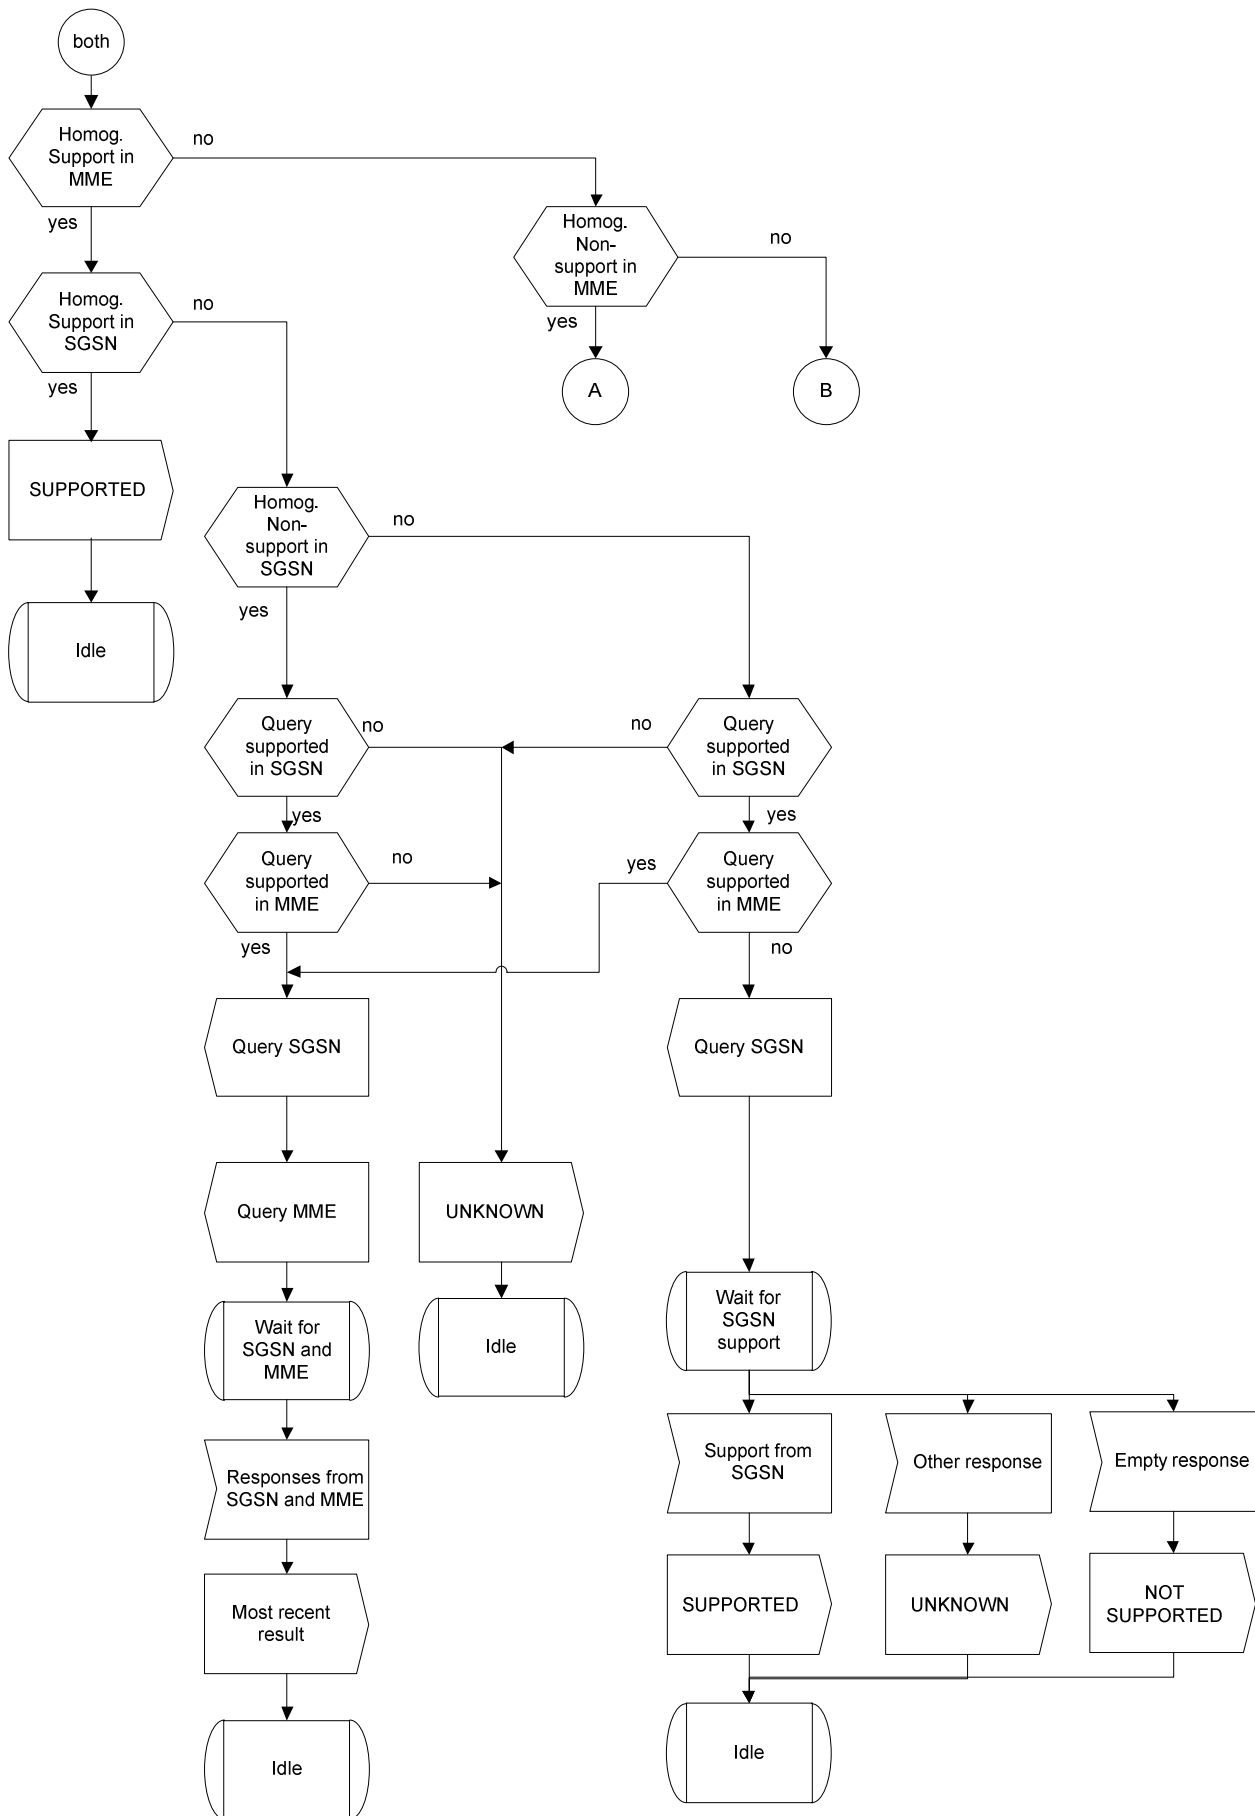 both
Homog.
Support in
MME
no
yes
Homog.
Non-
support in
MME
no
yes
Homog.
Support in
SGSN
no
yes
A
B
SUPPORTED
Homog.
Non-
support in
SGSN
no
yes
Idle
Query
supported
in SGSN
no
yes
no
Query
supported
in SGSN
yes
Query
supported
in MME
no
yes
yes
Query
supported
in MME
no
Query SGSN
Query SGSN
Query MME
UNKNOWN
Wait for
SGSN and
MME
Idle
Wait for
SGSN
support
Responses from
SGSN and MME
Support from
SGSN
Other response
Empty response
Most recent
result
SUPPORTED
UNKNOWN
NOT
SUPPORTED
Idle
Idle